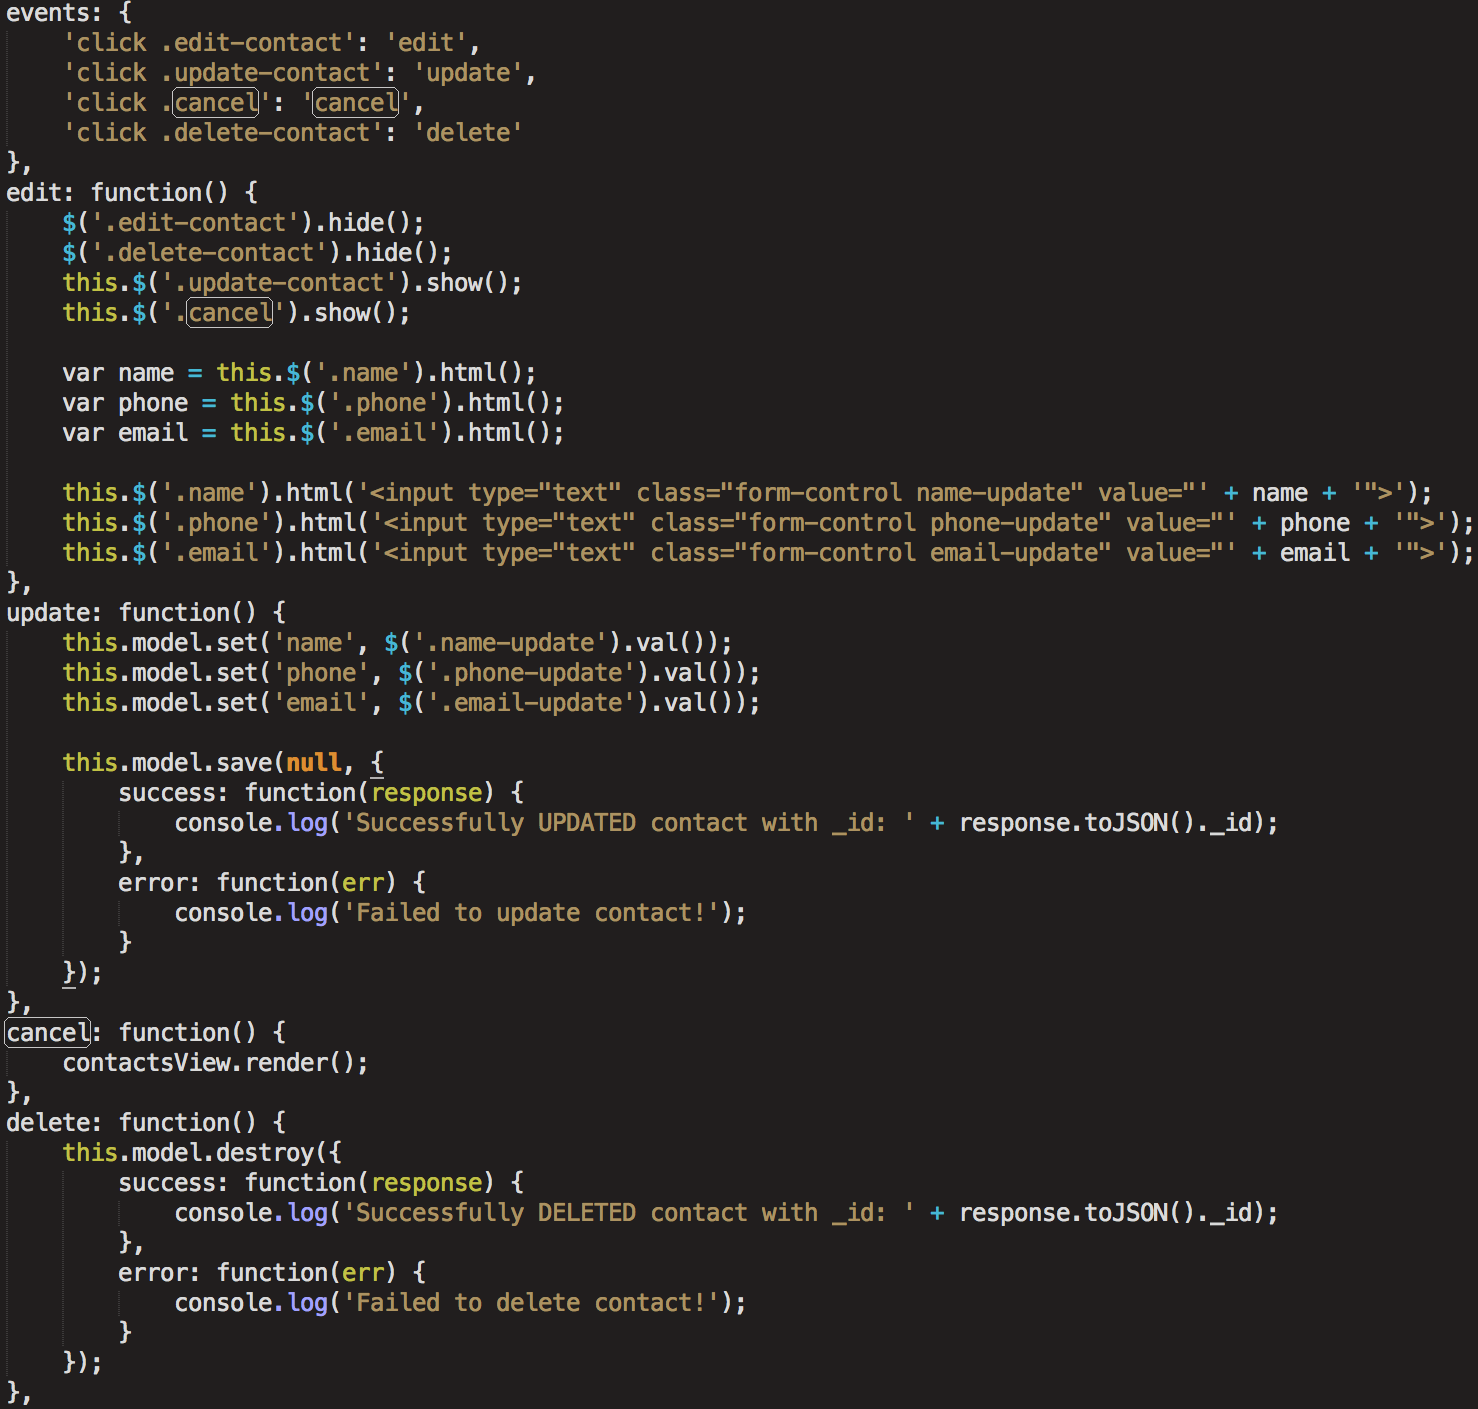 events: {
    'click .edit-contact': 'edit',
    'click .update-contact': 'update',
    'click .cancel': 'cancel',
    'click .delete-contact': 'delete'
},
edit: function() {
    $('.edit-contact').hide();
    $('.delete-contact').hide();
    this.$('.update-contact').show();
    this.$('.cancel').show();

    var name = this.$('.name').html();
    var phone = this.$('.phone').html();
    var email = this.$('.email').html();

    this.$('.name').html('<input type="text" class="form-control name-update" value="' + name + '">');
    this.$('.phone').html('<input type="text" class="form-control phone-update" value="' + phone + '">');
    this.$('.email').html('<input type="text" class="form-control email-update" value="' + email + '">');
},
update: function() {
    this.model.set('name', $('.name-update').val());
    this.model.set('phone', $('.phone-update').val());
    this.model.set('email', $('.email-update').val());

    this.model.save(null, {
        success: function(response) {
            console.log('Successfully UPDATED contact with _id: ' + response.toJSON()._id);
        },
        error: function(err) {
            console.log('Failed to update contact!');
        }
    });
},
cancel: function() {
    contactsView.render();
},
delete: function() {
    this.model.destroy({
        success: function(response) {
            console.log('Successfully DELETED contact with _id: ' + response.toJSON()._id);
        },
        error: function(err) {
            console.log('Failed to delete contact!');
        }
    });
},